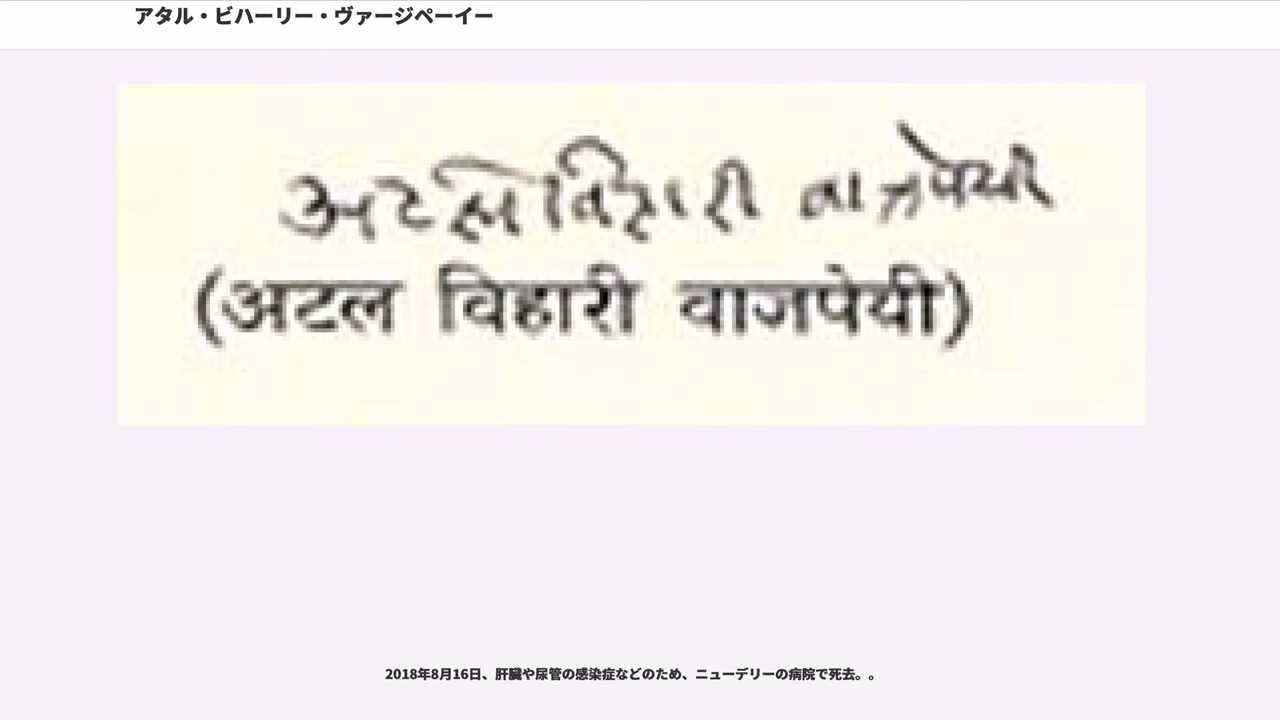 アタル・ビハーリー・ヴァージペーイー
अटल विहारी वाजपेयी
(अटल विहारी वाजपेयी)
2018年8月16日、肝臓や尿管の感染症などのため、ニューデリーの病院で死去。。